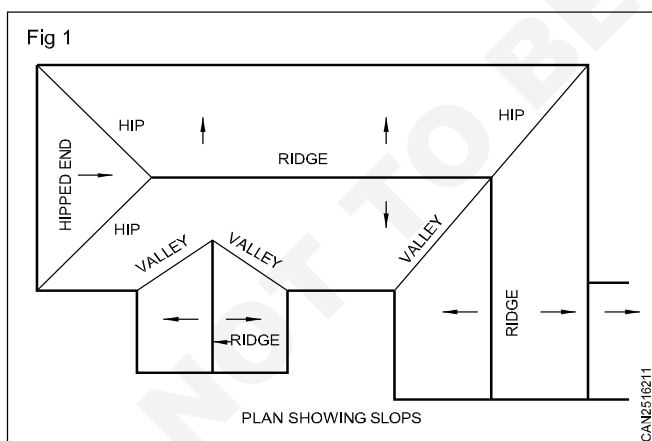 Fig 1
HIP
HIP
HIPPED END
RIDGE
HIP
VALLEY
VALLEY
VALLEY
RIDGE
RIDGE
PLAN SHOWING SLOPS
CAN2516211
NOT TO BE